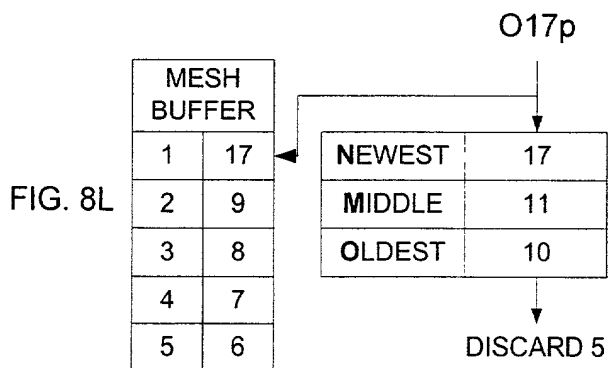 O17p
MESH
BUFFER
1 17
2 9
3 8
4 7
5 6
FIG. 8L
NEWEST 17
MIDDLE 11
OLDEST 10
DISCARD 5